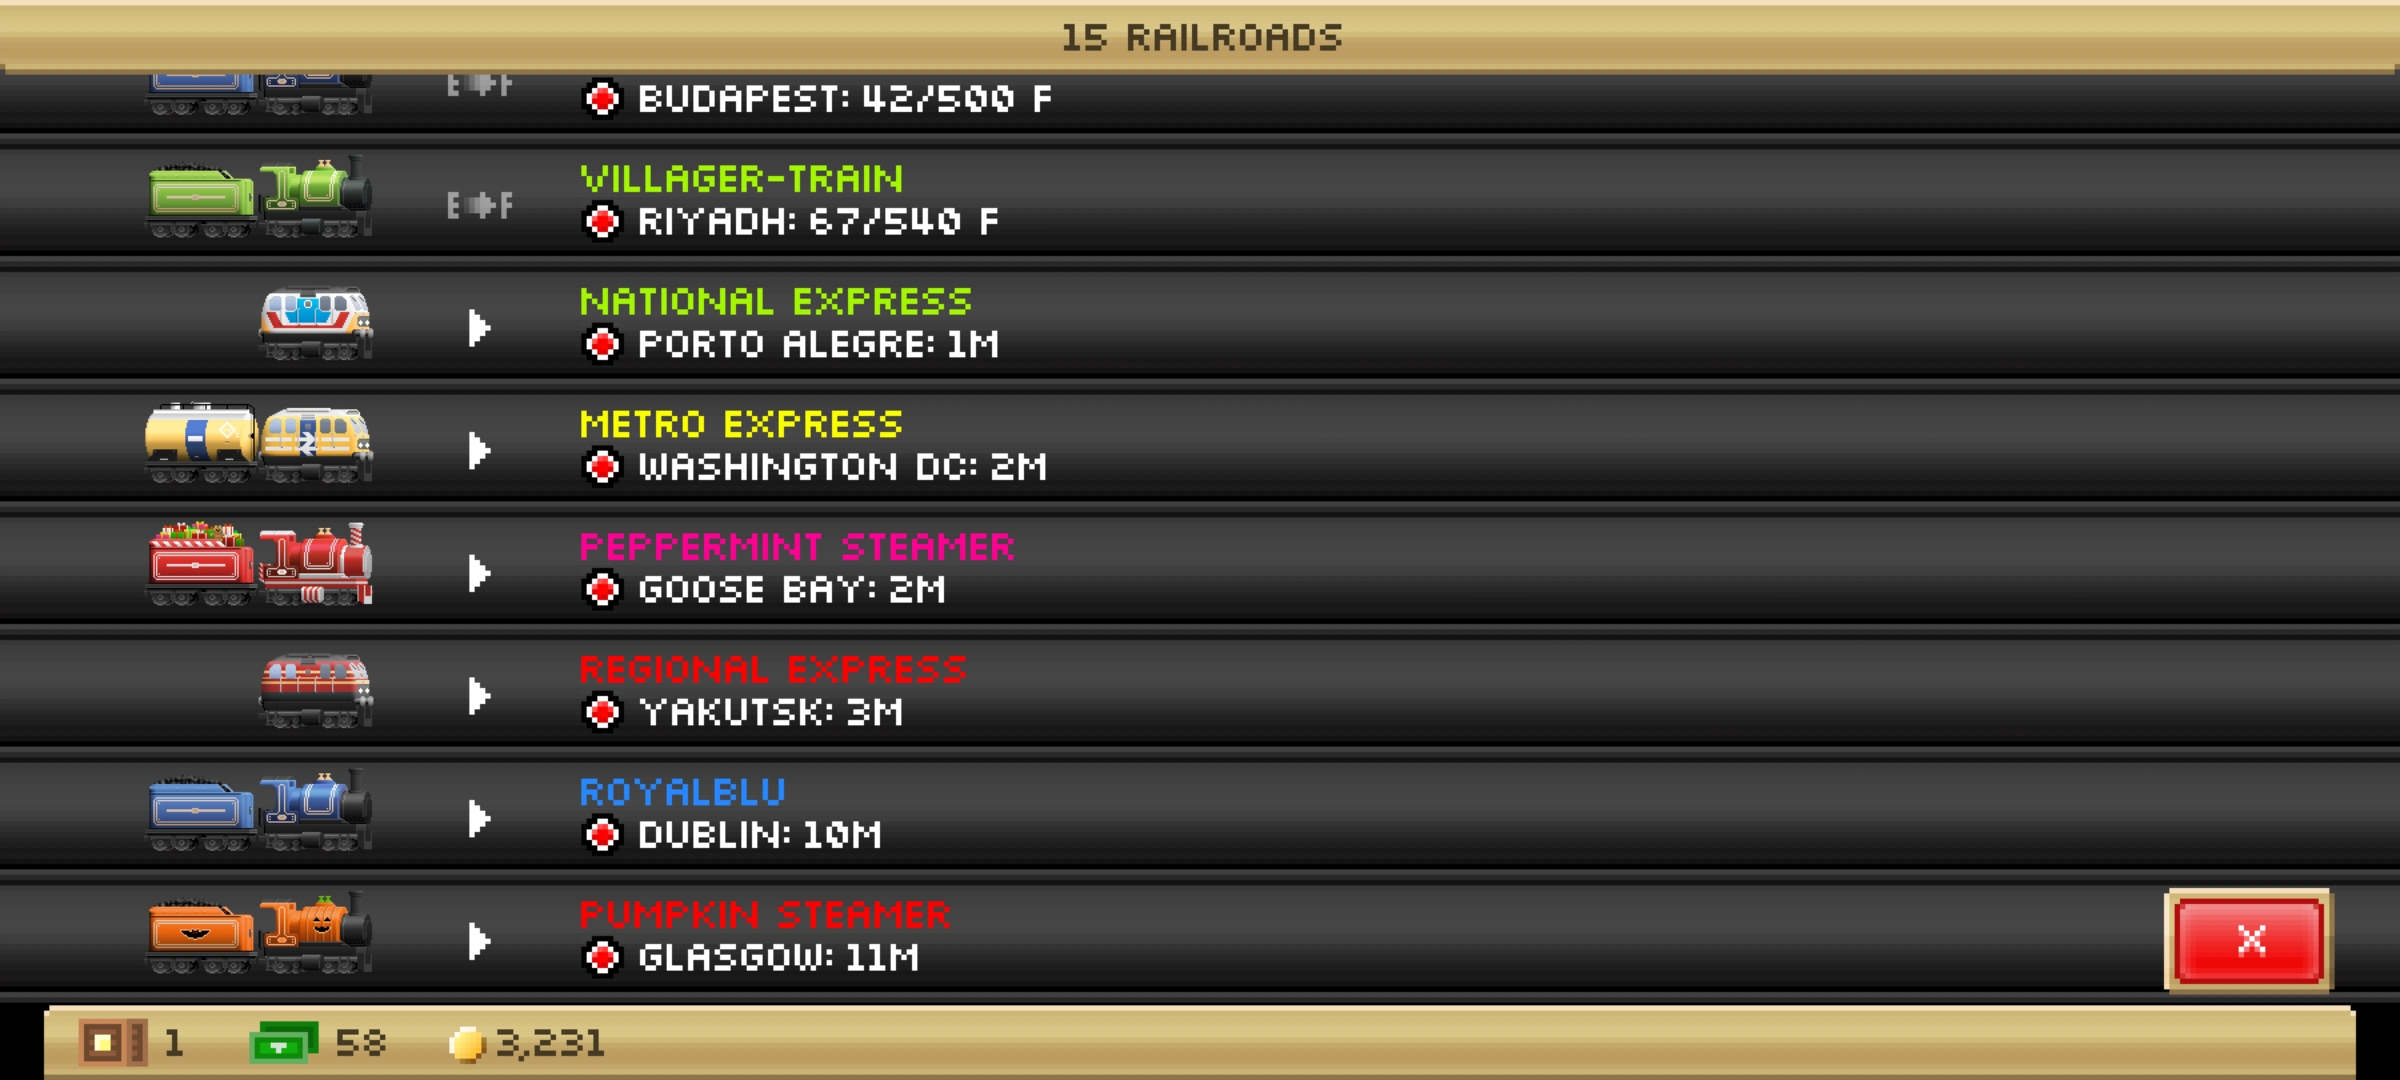 15 RAILROADS
E F
BUDAPEST: 42/500 F
VILLAGER-TRAIN
E F
RIYADH: 67/540 F
NATIONAL EXPRESS
PORTO ALEGRE: 1M
METRO EXPRESS
WASHINGTON DC: 2M
PEPPERMINT STEAMER
GOOSE BAY: 2M
REGIONAL EXPRESS
YAKUTSK: 3M
ROYALBLU
DUBLIN: 10M
PUMPKIN STEAMER
GLASGOW: 11M
X
1 58 3,231